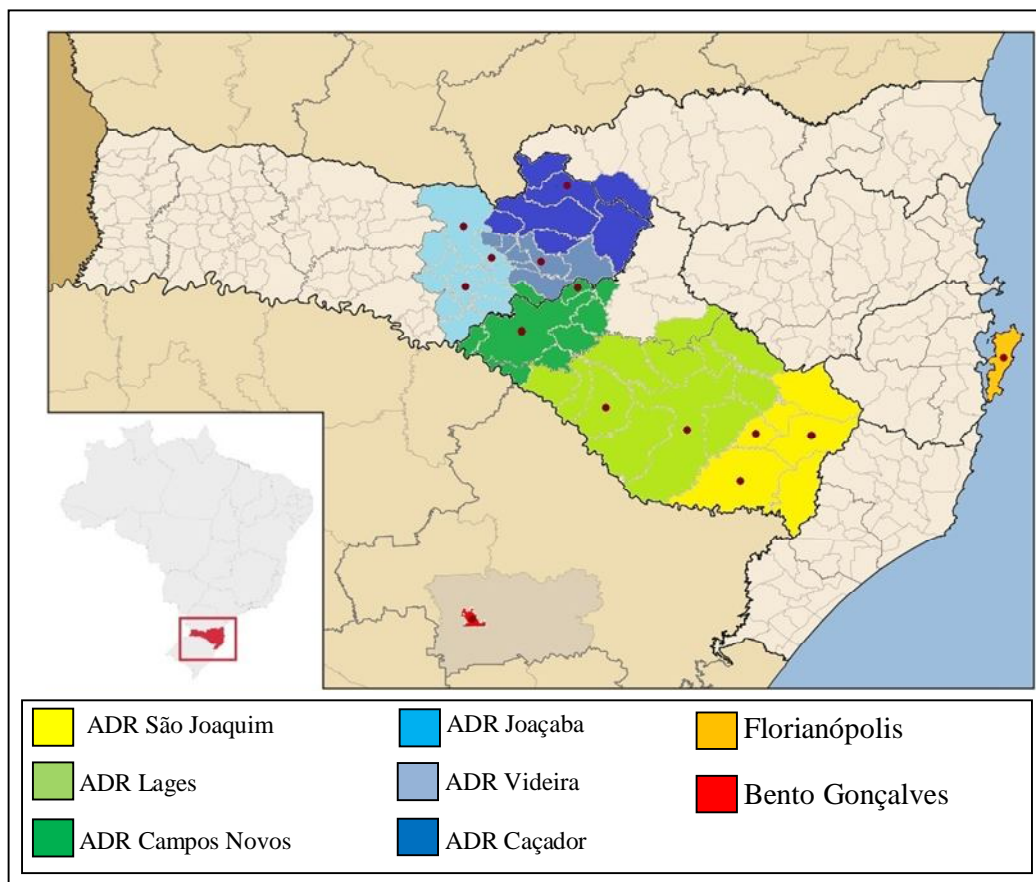 ADR São Joaquim
ADR Lages
ADR Campos Novos
ADR Joaçaba
ADR Videira
ADR Caçador
Florianópolis
Bento Gonçalves